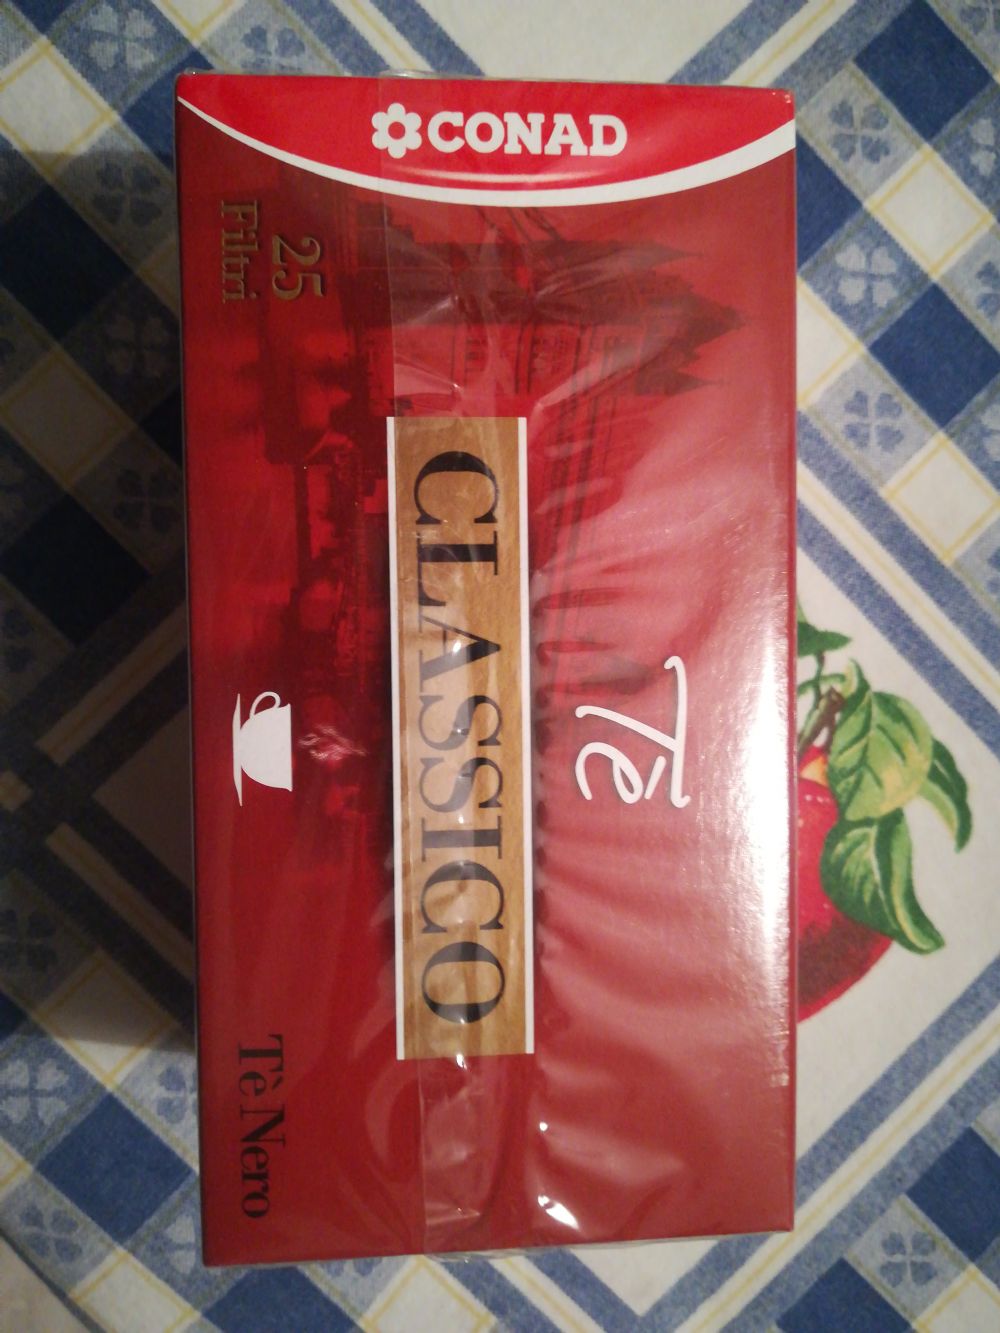 CONAD
Tè
CLASSICO
25
Filtri
Tè Nero